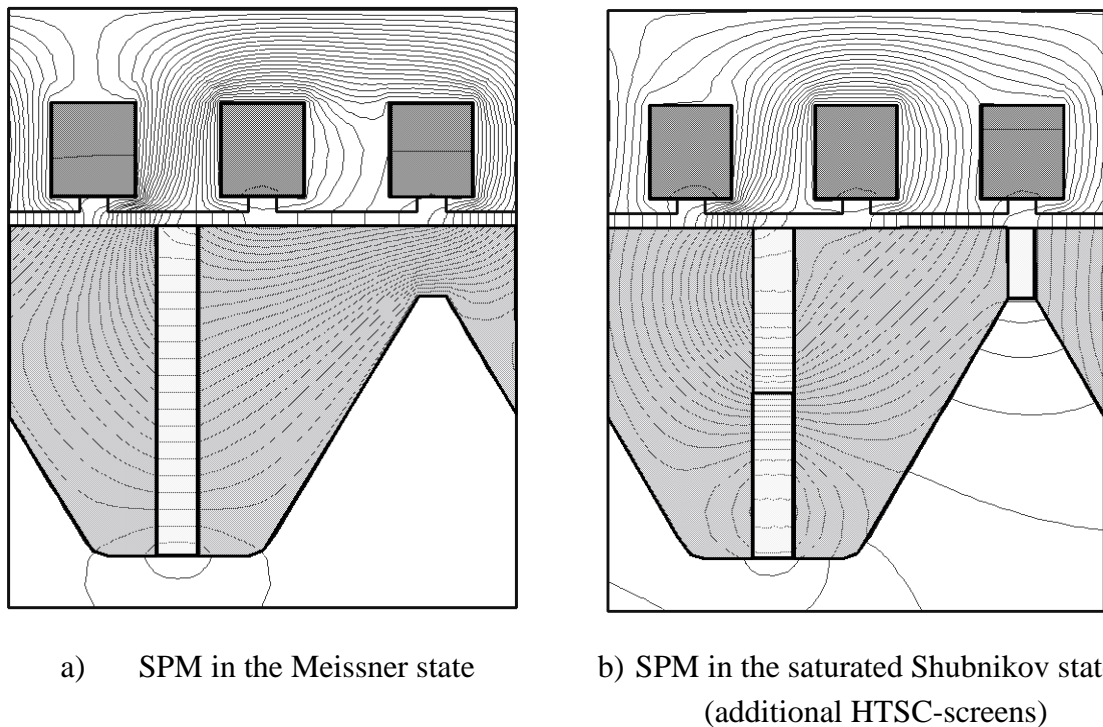 a) SPM in the Meissner state
b) SPM in the saturated Shubnikov stat
(additional HTSC-screens)